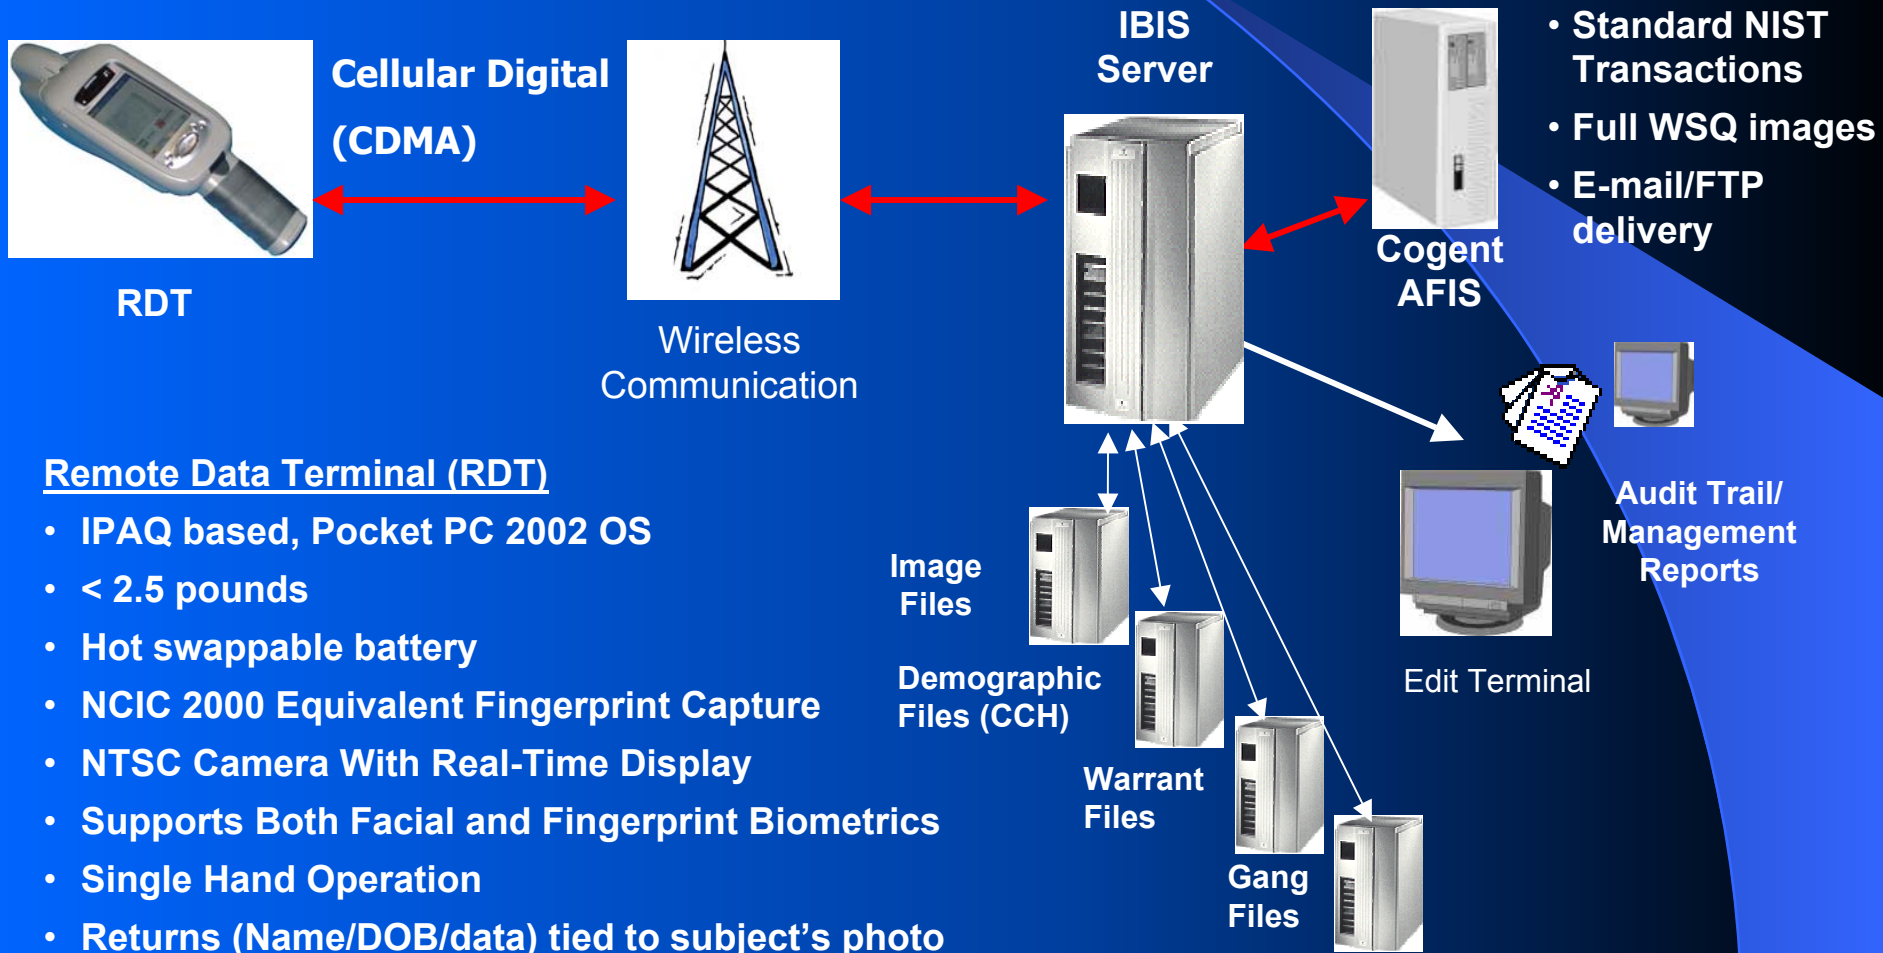 Cellular Digital
(CDMA)
RDT
Wireless
Communication
IBIS
Server
Cogent
AFIS
• Standard NIST
Transactions
• Full WSQ images
• E-mail/FTP
delivery
Audit Trail/
Management
Reports
Edit Terminal
Image
Files
Demographic
Files (CCH)
Warrant
Files
Gang
Files
Remote Data Terminal (RDT)
• IPAQ based, Pocket PC 2002 OS
• < 2.5 pounds
• Hot swappable battery
• NCIC 2000 Equivalent Fingerprint Capture
• NTSC Camera With Real-Time Display
• Supports Both Facial and Fingerprint Biometrics
• Single Hand Operation
• Returns (Name/DOB/data) tied to subject's photo